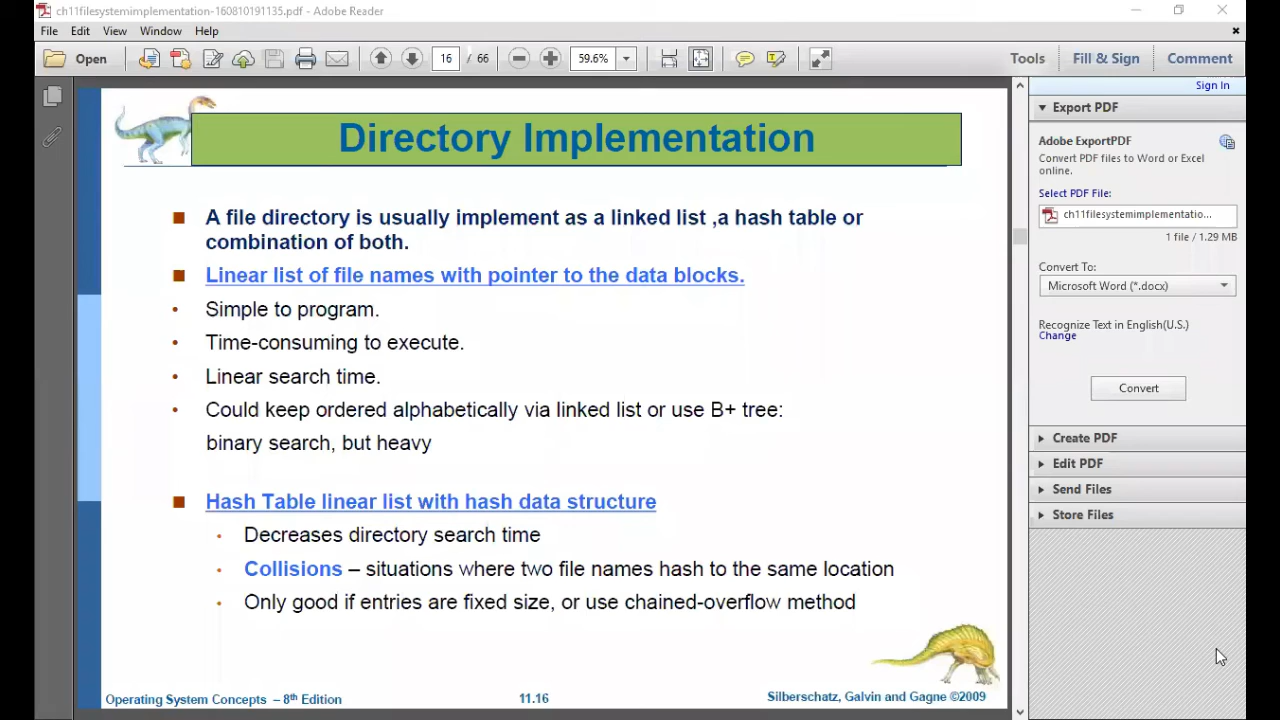 ch11filesystemimplementation-160810191135.pdf - Adobe Reader
File Edit View Window Help
Open 16 / 66 59.6% Tools Fill & Sign Comment
Sign In
Export PDF
Adobe ExportPDF
Convert PDF files to Word or Excel
online.
Select PDF File:
ch11filesystemimplementatio...
1 file / 1.29 MB
Convert To:
Microsoft Word (*.docx)
Recognize Text in English(U.S.)
Change
Convert
Create PDF
Edit PDF
Send Files
Store Files
Directory Implementation
A file directory is usually implement as a linked list ,a hash table or
combination of both.
Linear list of file names with pointer to the data blocks.
Simple to program.
Time-consuming to execute.
Linear search time.
Could keep ordered alphabetically via linked list or use B+ tree:
binary search, but heavy
Hash Table linear list with hash data structure
Decreases directory search time
Collisions – situations where two file names hash to the same location
Only good if entries are fixed size, or use chained-overflow method
Operating System Concepts – 8th Edition 11.16 Silberschatz, Galvin and Gagne ©2009